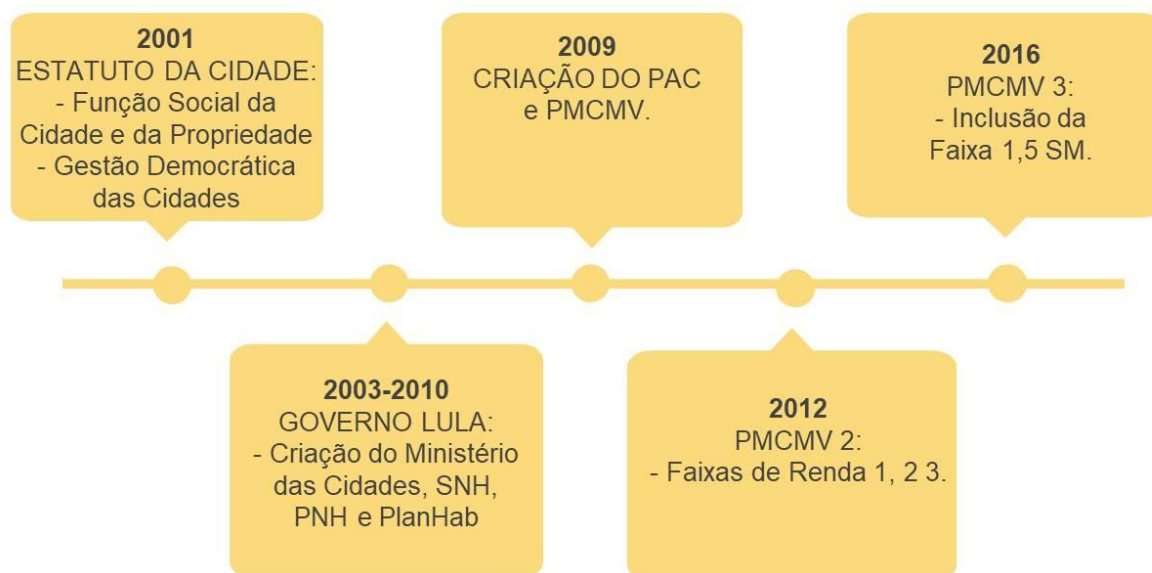 2001
ESTATUTO DA CIDADE:
- Função Social da
Cidade e da Propriedade
- Gestão Democrática
das Cidades
2003-2010
GOVERNO LULA:
- Criação do Ministério
das Cidades, SNH,
PNH e PlanHab
2009
CRIAÇÃO DO PAC
e PMCMV.
2012
PMCMV 2:
- Faixas de Renda 1, 2 3.
2016
PMCMV 3:
- Inclusão da
Faixa 1,5 SM.